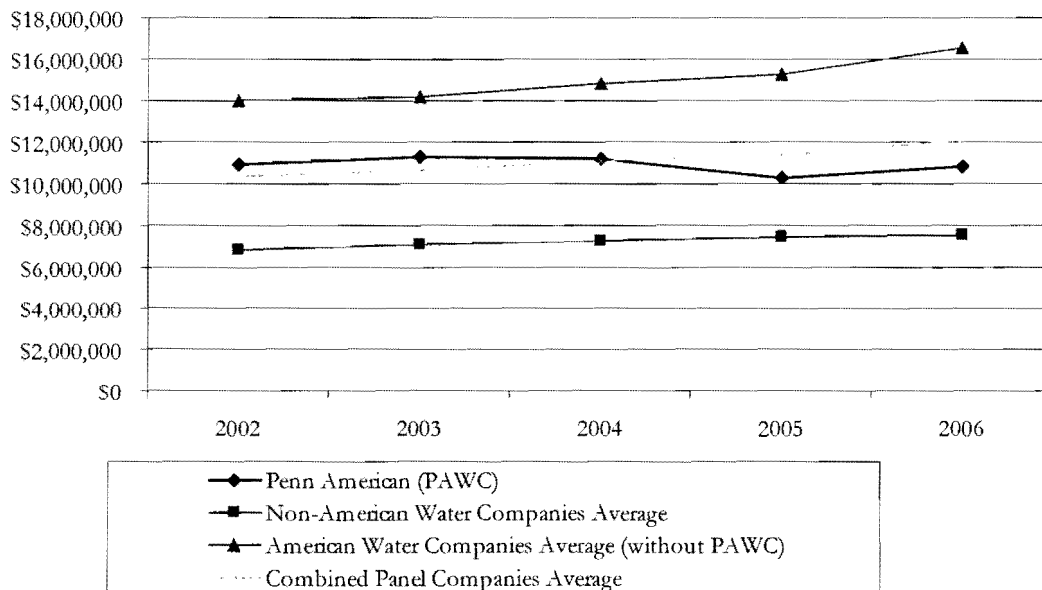 $18,000,000
$16,000,000
$14,000,000
$12,000,000
$10,000,000
$8,000,000
$6,000,000
$4,000,000
$2,000,000
$0
2002 2003 2004 2005 2006
Penn American (PAWC)
Non-American Water Companies Average
American Water Companies Average (without PAWC)
Combined Panel Companies Average